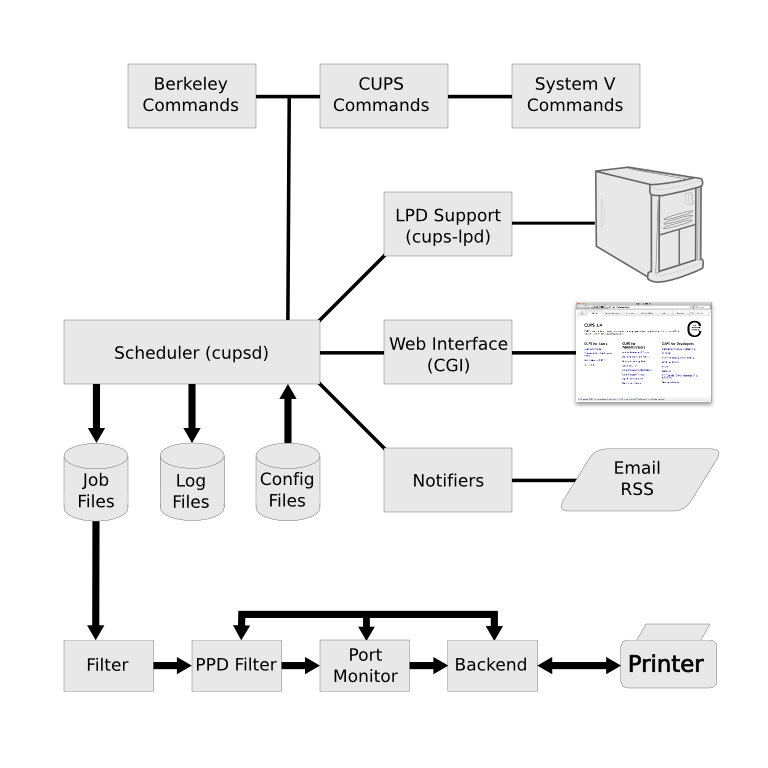 Berkeley
Commands
CUPS
Commands
System V
Commands
LPD Support
(cups-lpd)
Scheduler (cupsd)
Web Interface
(CGI)
CUPS 1.4
CUPS for Users
CUPS for
Administrators
CUPS for Developers
Job
Files
Log
Files
Config
Files
Notifiers
Email
RSS
Filter
PPD Filter
Port
Monitor
Backend
Printer